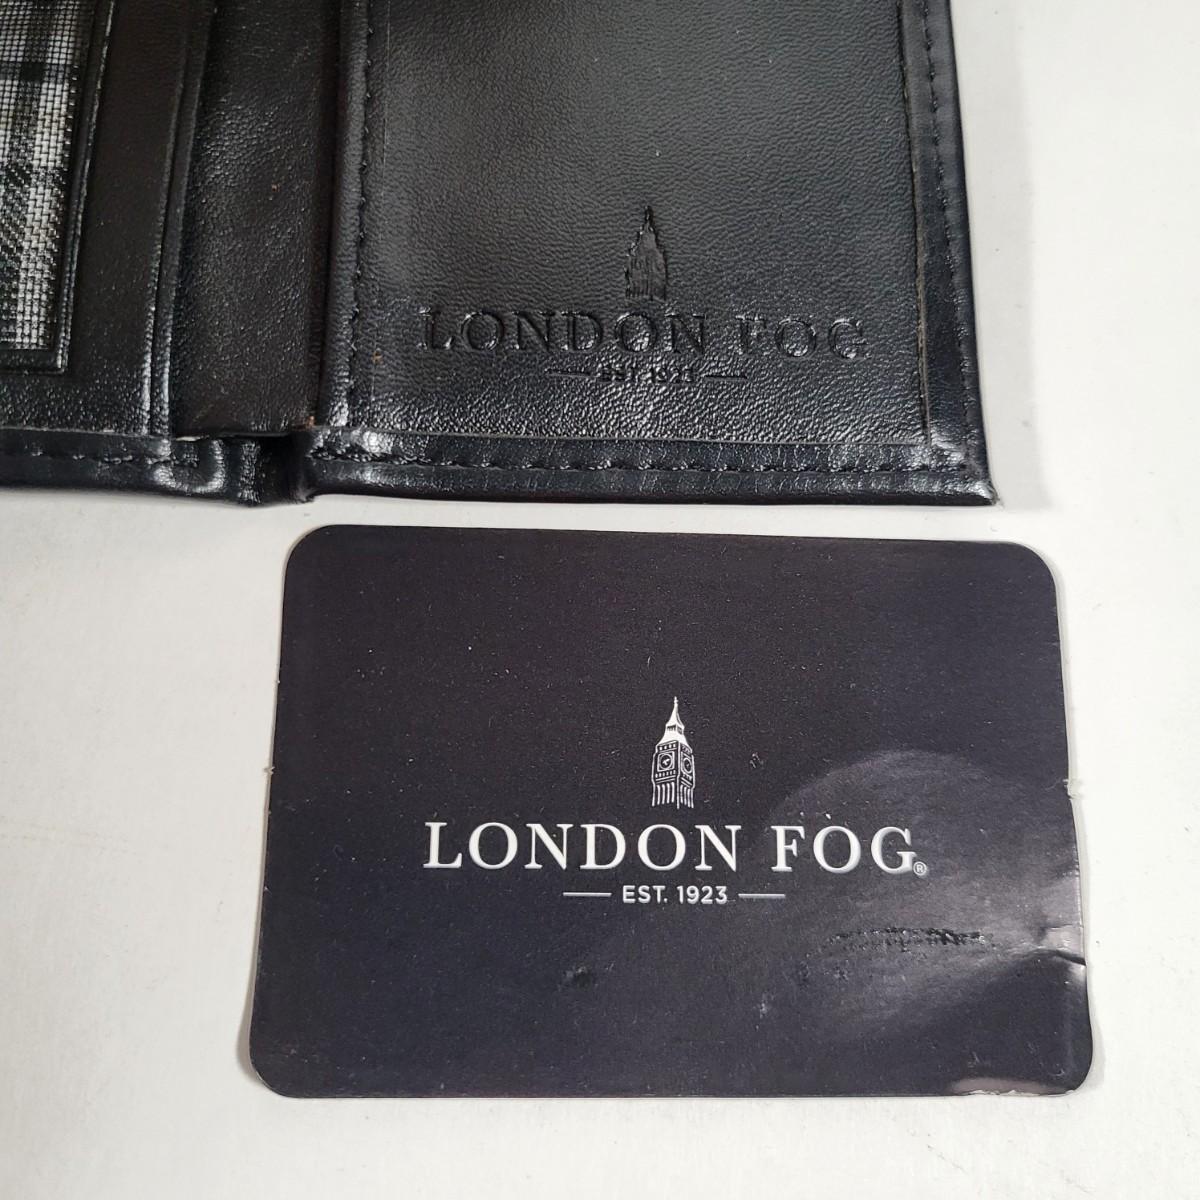 LONDON FOG
EST. 1923
LONDON FOG®
EST. 1923